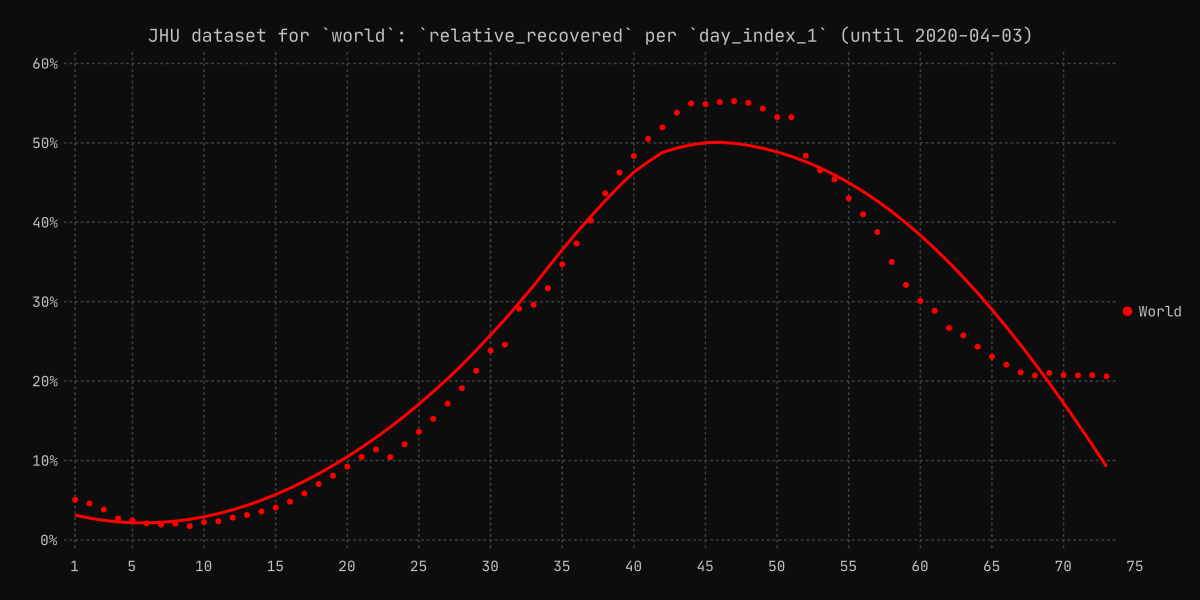 JHU dataset for `world`: `relative_recovered` per `day_index_1` (until 2020-04-03)
60%
50%
40%
30%
20%
10%
0%
World
1 5 10 15 20 25 30 35 40 45 50 55 60 65 70 75